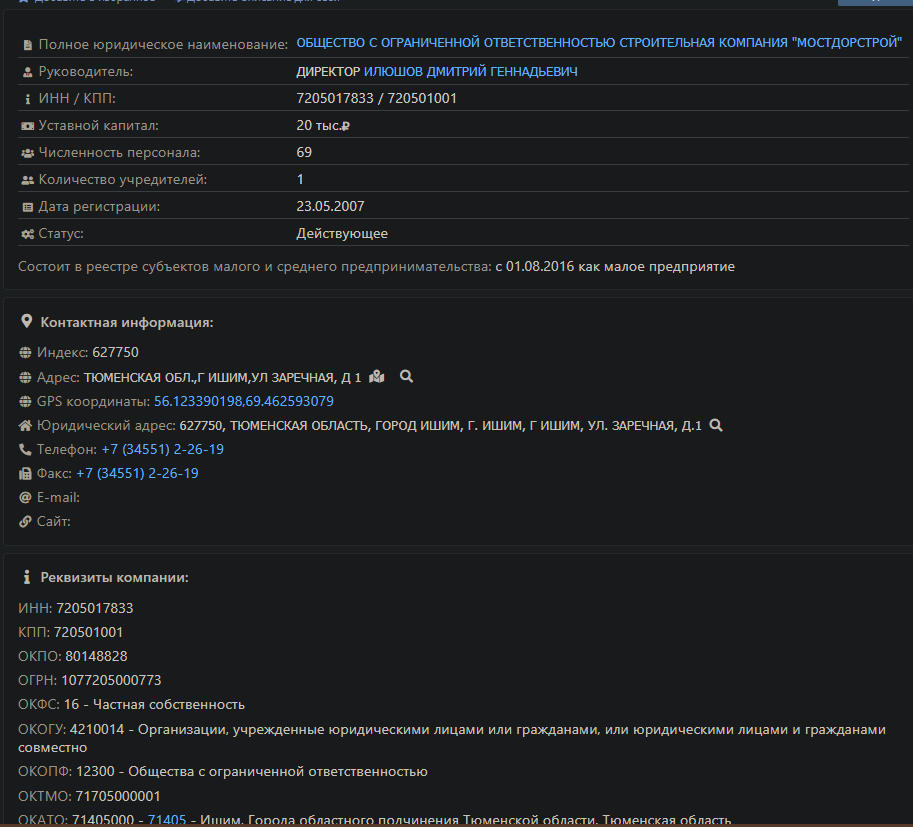 Полное юридическое наименование: ОБЩЕСТВО С ОГРАНИЧЕННОЙ ОТВЕТСТВЕННОСТЬЮ СТРОИТЕЛЬНАЯ КОМПАНИЯ "МОСТДОРСТРОЙ"
Руководитель: ДИРЕКТОР ИЛЮШОВ ДМИТРИЙ ГЕННАДЬЕВИЧ
ИНН / КПП: 7205017833 / 720501001
Уставной капитал: 20 тыс.₽
Численность персонала: 69
Количество учредителей: 1
Дата регистрации: 23.05.2007
Статус: Действующее
Состоит в реестре субъектов малого и среднего предпринимательства: с 01.08.2016 как малое предприятие
Контактная информация:
Индекс: 627750
Адрес: ТЮМЕНСКАЯ ОБЛ.,Г ИШИМ,УЛ ЗАРЕЧНАЯ, Д 1
GPS координаты: 56.123390198,69.462593079
Юридический адрес: 627750, ТЮМЕНСКАЯ ОБЛАСТЬ, ГОРОД ИШИМ, Г. ИШИМ, Г ИШИМ, УЛ. ЗАРЕЧНАЯ, Д.1
Телефон: +7 (34551) 2-26-19
Факс: +7 (34551) 2-26-19
E-mail:
Сайт:
Реквизиты компании:
ИНН: 7205017833
КПП: 720501001
ОКПО: 80148828
ОГРН: 1077205000773
ОКФС: 16 - Частная собственность
ОКОГУ: 4210014 - Организации, учрежденные юридическими лицами или гражданами, или юридическими лицами и гражданами
совместно
ОКОПФ: 12300 - Общества с ограниченной ответственностью
ОКТМО: 71705000001
ОКАТО: 71405000 - 71405 - Ишим, Города областного подчинения Тюменской области, Тюменская область